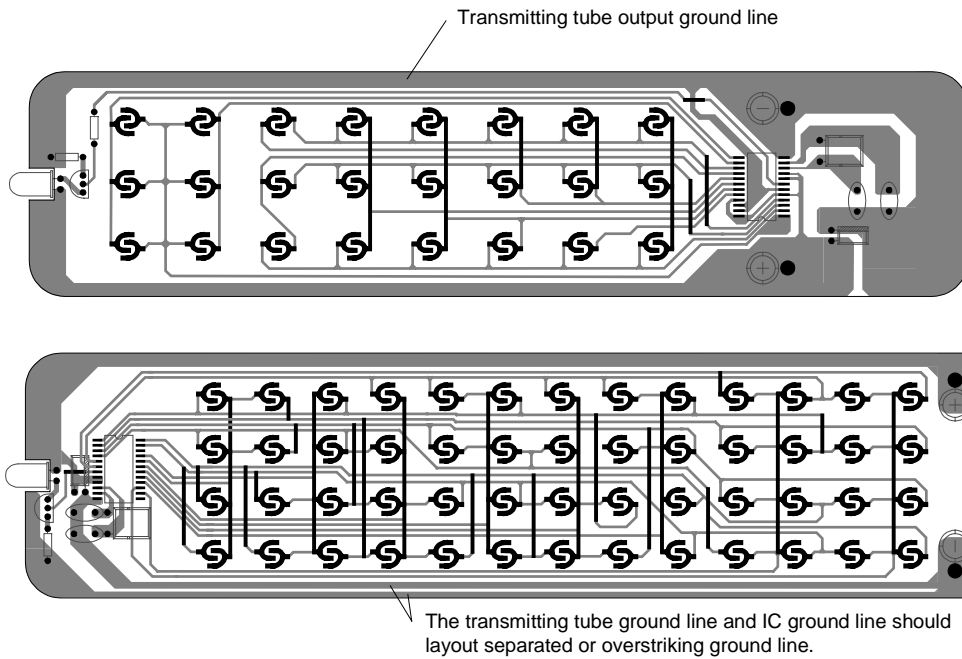 Transmitting tube output ground line
The transmitting tube ground line and IC ground line should
layout separated or overstriking ground line.